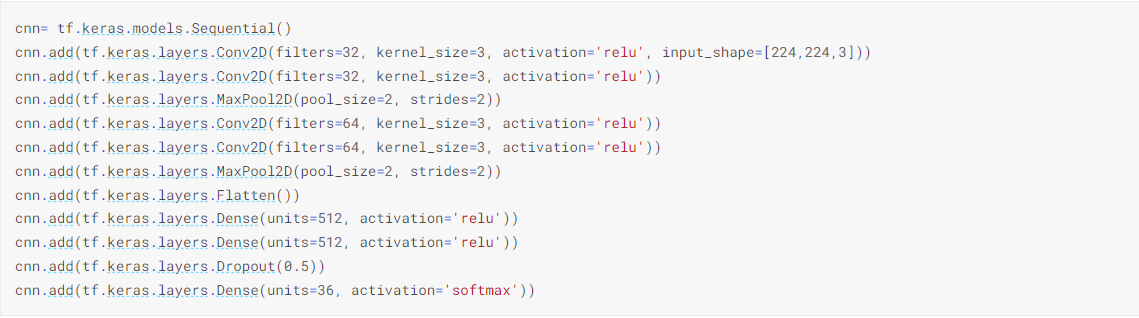 cnn= tf.keras.models.Sequential()
cnn.add(tf.keras.layers.Conv2D(filters=32, kernel_size=3, activation='relu', input_shape=[224,224,3]))
cnn.add(tf.keras.layers.Conv2D(filters=32, kernel_size=3, activation='relu'))
cnn.add(tf.keras.layers.MaxPool2D(pool_size=2, strides=2))
cnn.add(tf.keras.layers.Conv2D(filters=64, kernel_size=3, activation='relu'))
cnn.add(tf.keras.layers.Conv2D(filters=64, kernel_size=3, activation='relu'))
cnn.add(tf.keras.layers.MaxPool2D(pool_size=2, strides=2))
cnn.add(tf.keras.layers.Flatten())
cnn.add(tf.keras.layers.Dense(units=512, activation='relu'))
cnn.add(tf.keras.layers.Dense(units=512, activation='relu'))
cnn.add(tf.keras.layers.Dropout(0.5))
cnn.add(tf.keras.layers.Dense(units=36, activation='softmax'))